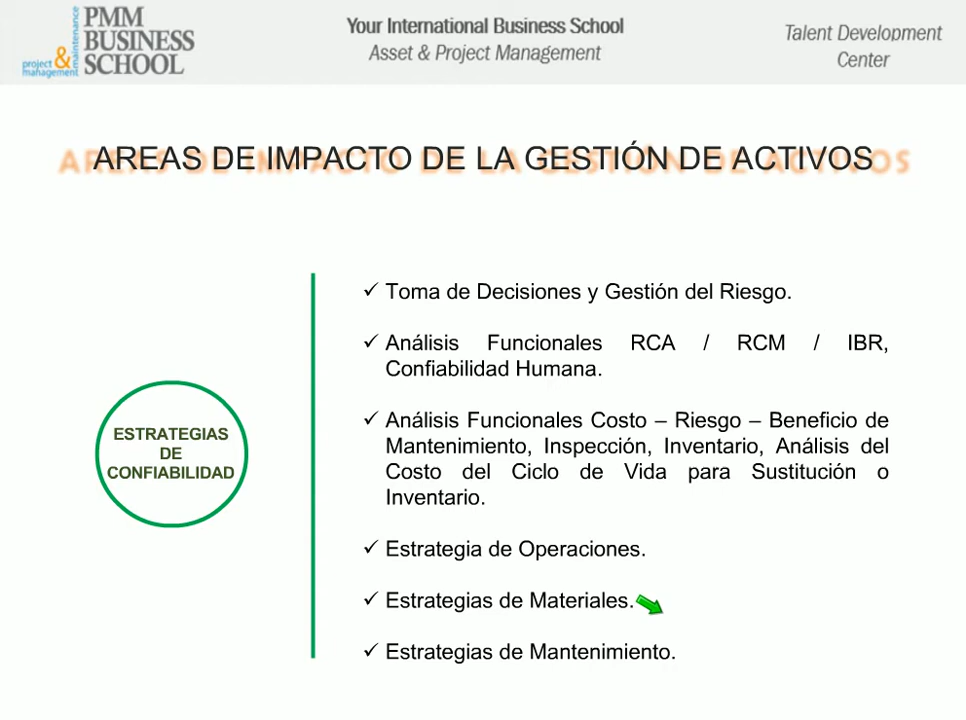 project
&
management
maintenance
PMM
BUSINESS
SCHOOL
Your International Business School
Asset & Project Management
Talent Development
Center
AREAS DE IMPACTO DE LA GESTIÓN DE ACTIVOS
ESTRATEGIAS
DE
CONFIABILIDAD
✓ Toma de Decisiones y Gestión del Riesgo.
✓ Análisis Funcionales RCA / RCM / IBR,
Confiabilidad Humana.
✓ Análisis Funcionales Costo – Riesgo – Beneficio de
Mantenimiento, Inspección, Inventario, Análisis del
Costo del Ciclo de Vida para Sustitución o
Inventario.
✓ Estrategia de Operaciones.
✓ Estrategias de Materiales.
✓ Estrategias de Mantenimiento.